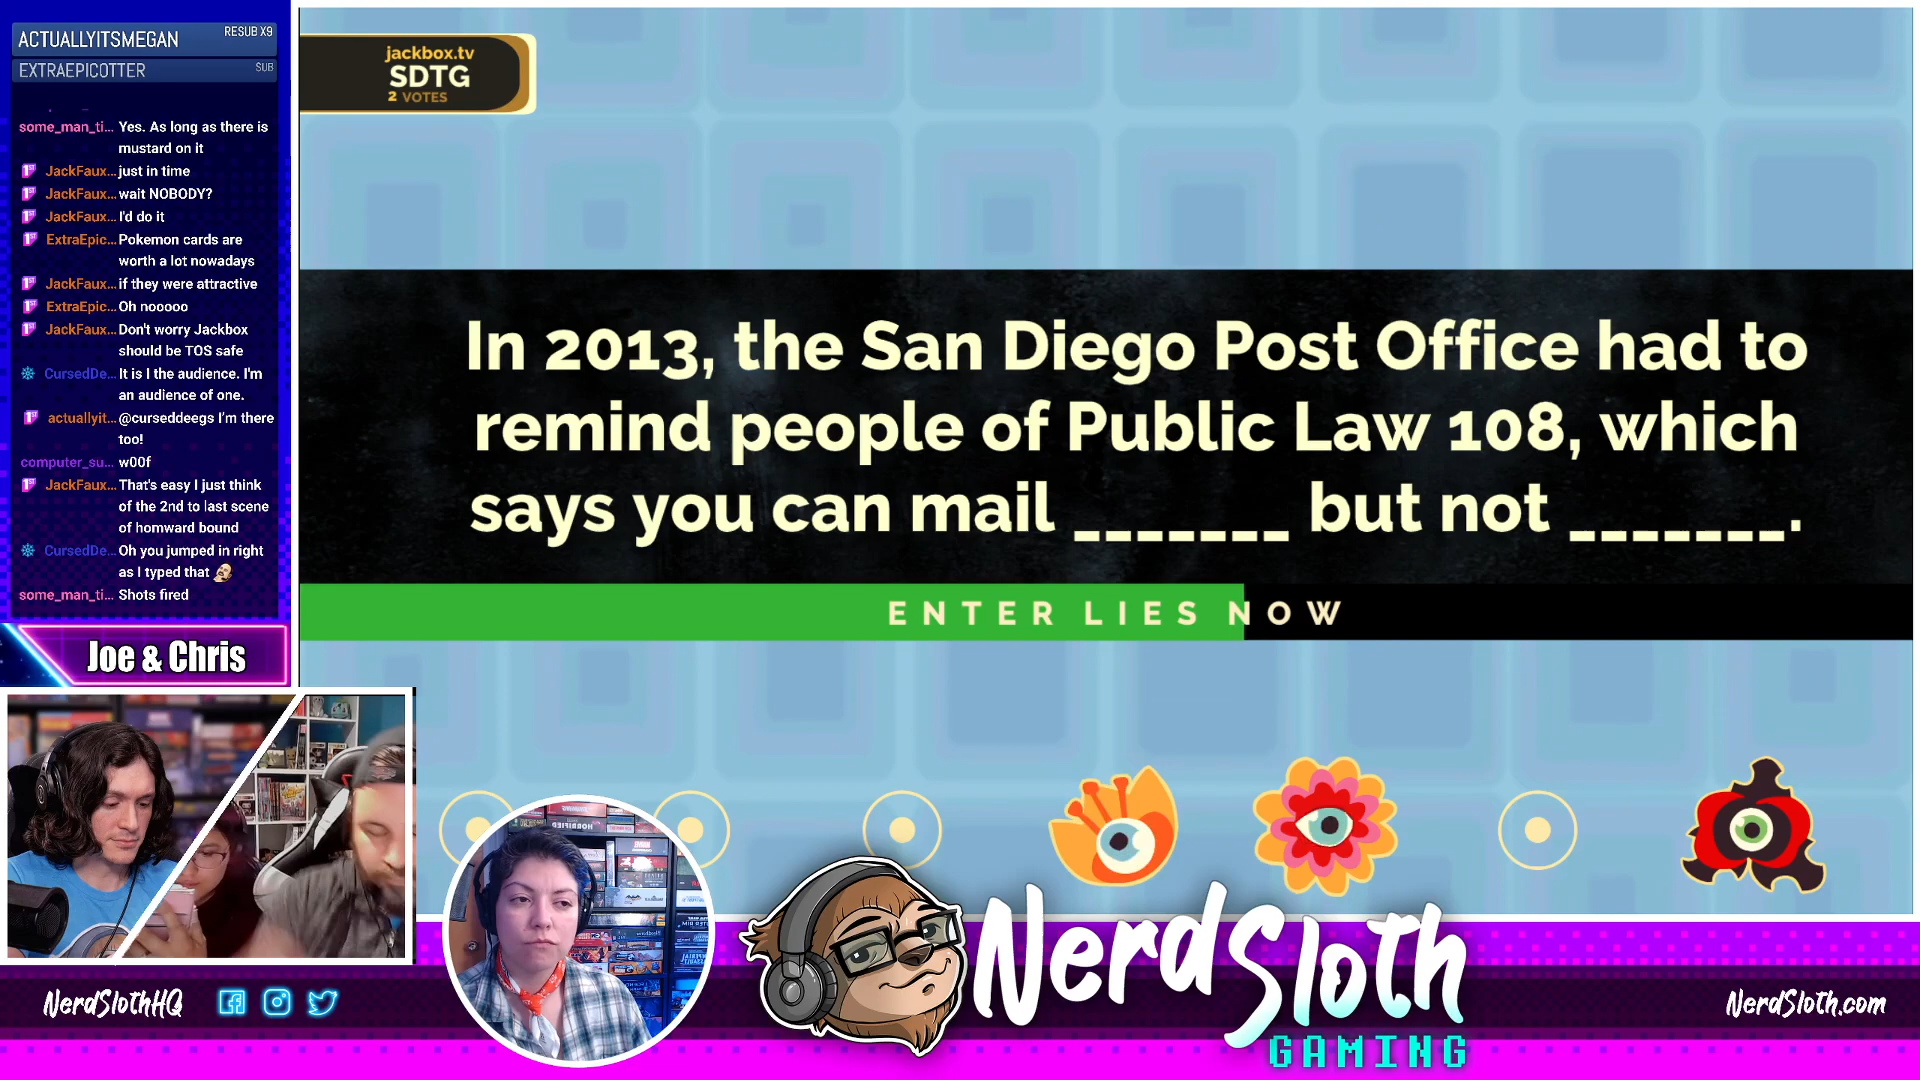 ACTUALLYITSMEGAN RESUB X9
EXTRAEPICOTTER SUB
some_man_ti... Yes. As long as there is
mustard on it
JackFaux... just in time
JackFaux... wait NOBODY?
JackFaux... I'd do it
ExtraEpic... Pokemon cards are
worth a lot nowadays
JackFaux... if they were attractive
ExtraEpic... Oh nooooo
JackFaux... Don't worry Jackbox
should be TOS safe
CursedDe... It is I the audience. I'm
an audience of one.
actuallyit... @curseddeegs I'm there
too!
computer_su... w00f
JackFaux... That's easy I just think
of the 2nd to last scene
of homward bound
CursedDe... Oh you jumped in right
as I typed that
some_man_ti... Shots fired
Joe & Chris
jackbox.tv
SDTG
2 VOTES
In 2013, the San Diego Post Office had to
remind people of Public Law 108, which
says you can mail _______ but not _______.
ENTER LIES NOW
NerdSlothHQ
NerdSloth
GAMING
NerdSloth.com